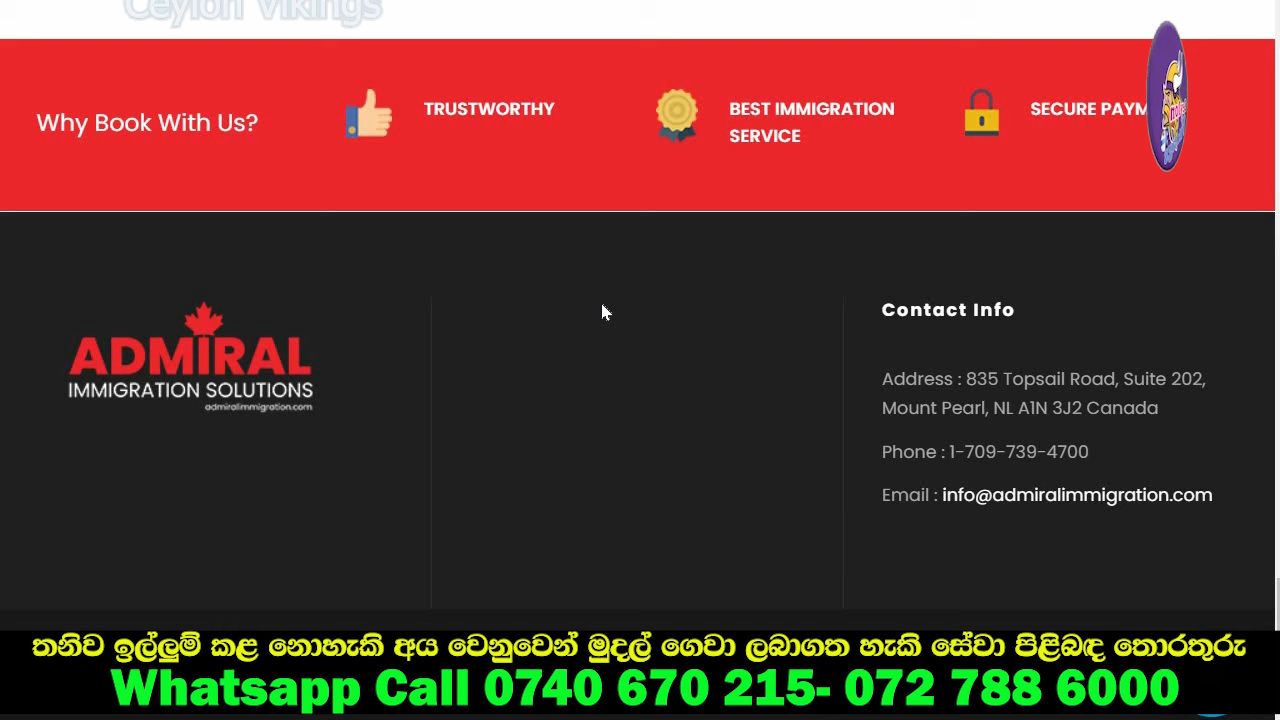 Ceylon Vikings
Why Book With Us?
TRUSTWORTHY
BEST IMMIGRATION
SERVICE
SECURE PAYM
ADMIRAL
IMMIGRATION SOLUTIONS
admiralimmigration.com
Contact Info
Address : 835 Topsail Road, Suite 202,
Mount Pearl, NL A1N 3J2 Canada
Phone : 1-709-739-4700
Email : info@admiralimmigration.com
තනිව ඉල්ලුම් කළ නොහැකි අය වෙනුවෙන් මුදල් ගෙවා ලබාගත හැකි සේවා පිළිබඳ තොරතුරු
Whatsapp Call 0740 670 215- 072 788 6000